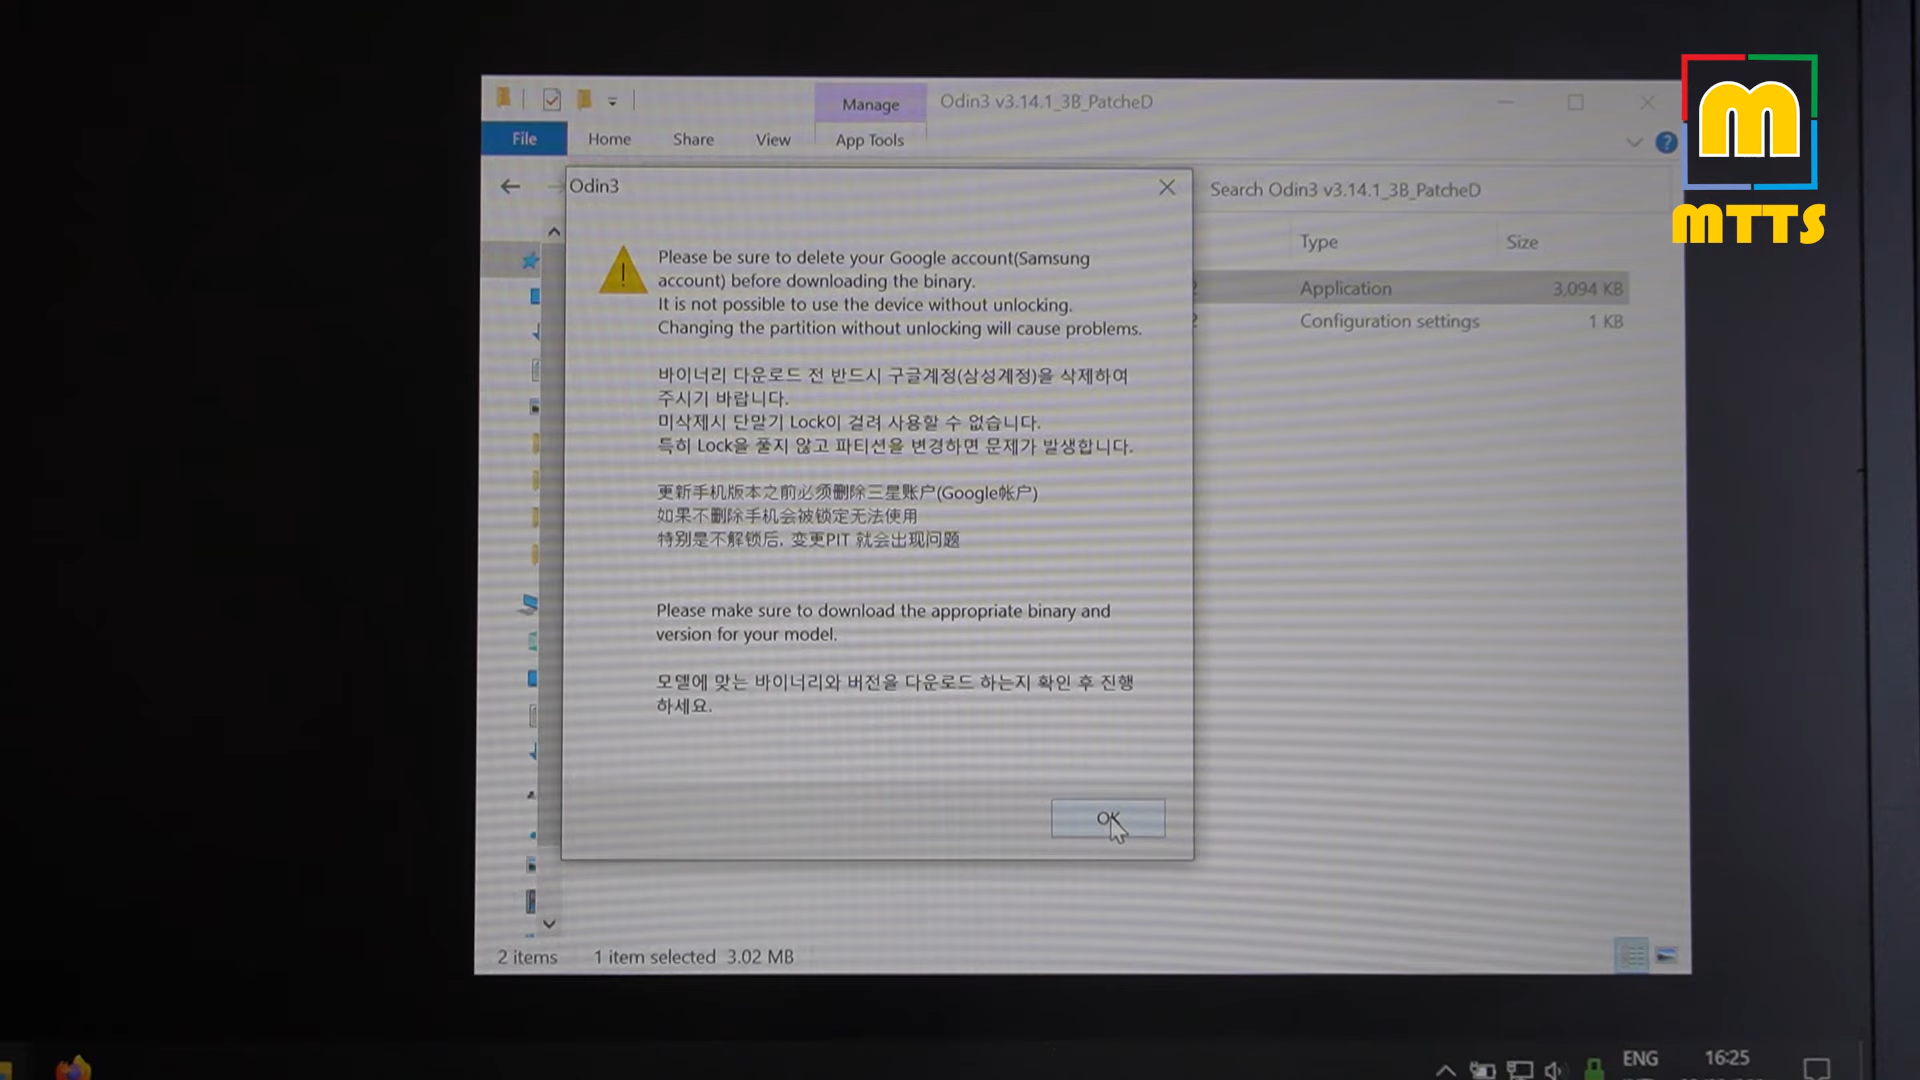 Manage
Odin3 v3.14.1_3B_PatcheD
File
Home
Share
View
App Tools
MTTS
Odin3
Search Odin3 v3.14.1_3B_PatcheD
Type
Size
Application
3,094 KB
Configuration settings
1 KB
Please be sure to delete your Google account(Samsung
account) before downloading the binary.
It is not possible to use the device without unlocking.
Changing the partition without unlocking will cause problems.
바이너리 다운로드 전 반드시 구글계정(삼성계정)을 삭제하여
주시기 바랍니다.
미삭제시 단말기 Lock이 걸려 사용할 수 없습니다.
특히 Lock을 풀지 않고 파티션을 변경하면 문제가 발생합니다.
更新手机版本之前必须删除三星账户(Google帐户)
如果不删除手机会被锁定无法使用
特别是不解锁后, 变更PIT 就会出现问题
Please make sure to download the appropriate binary and
version for your model.
모델에 맞는 바이너리와 버전을 다운로드 하는지 확인 후 진행
하세요.
OK
2 items
1 item selected 3.02 MB
ENG
16:25